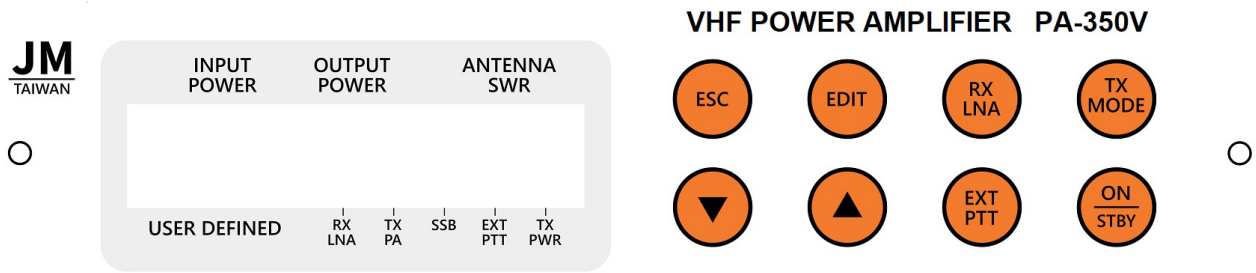 VHF POWER AMPLIFIER PA-350V
JM
TAIWAN
INPUT
POWER
OUTPUT
POWER
ANTENNA
SWR
USER DEFINED
RX
LNA
TX
PA
SSB
EXT
PTT
TX
PWR
ESC
EDIT
RX
LNA
TX
MODE
EXT
PTT
ON
STBY